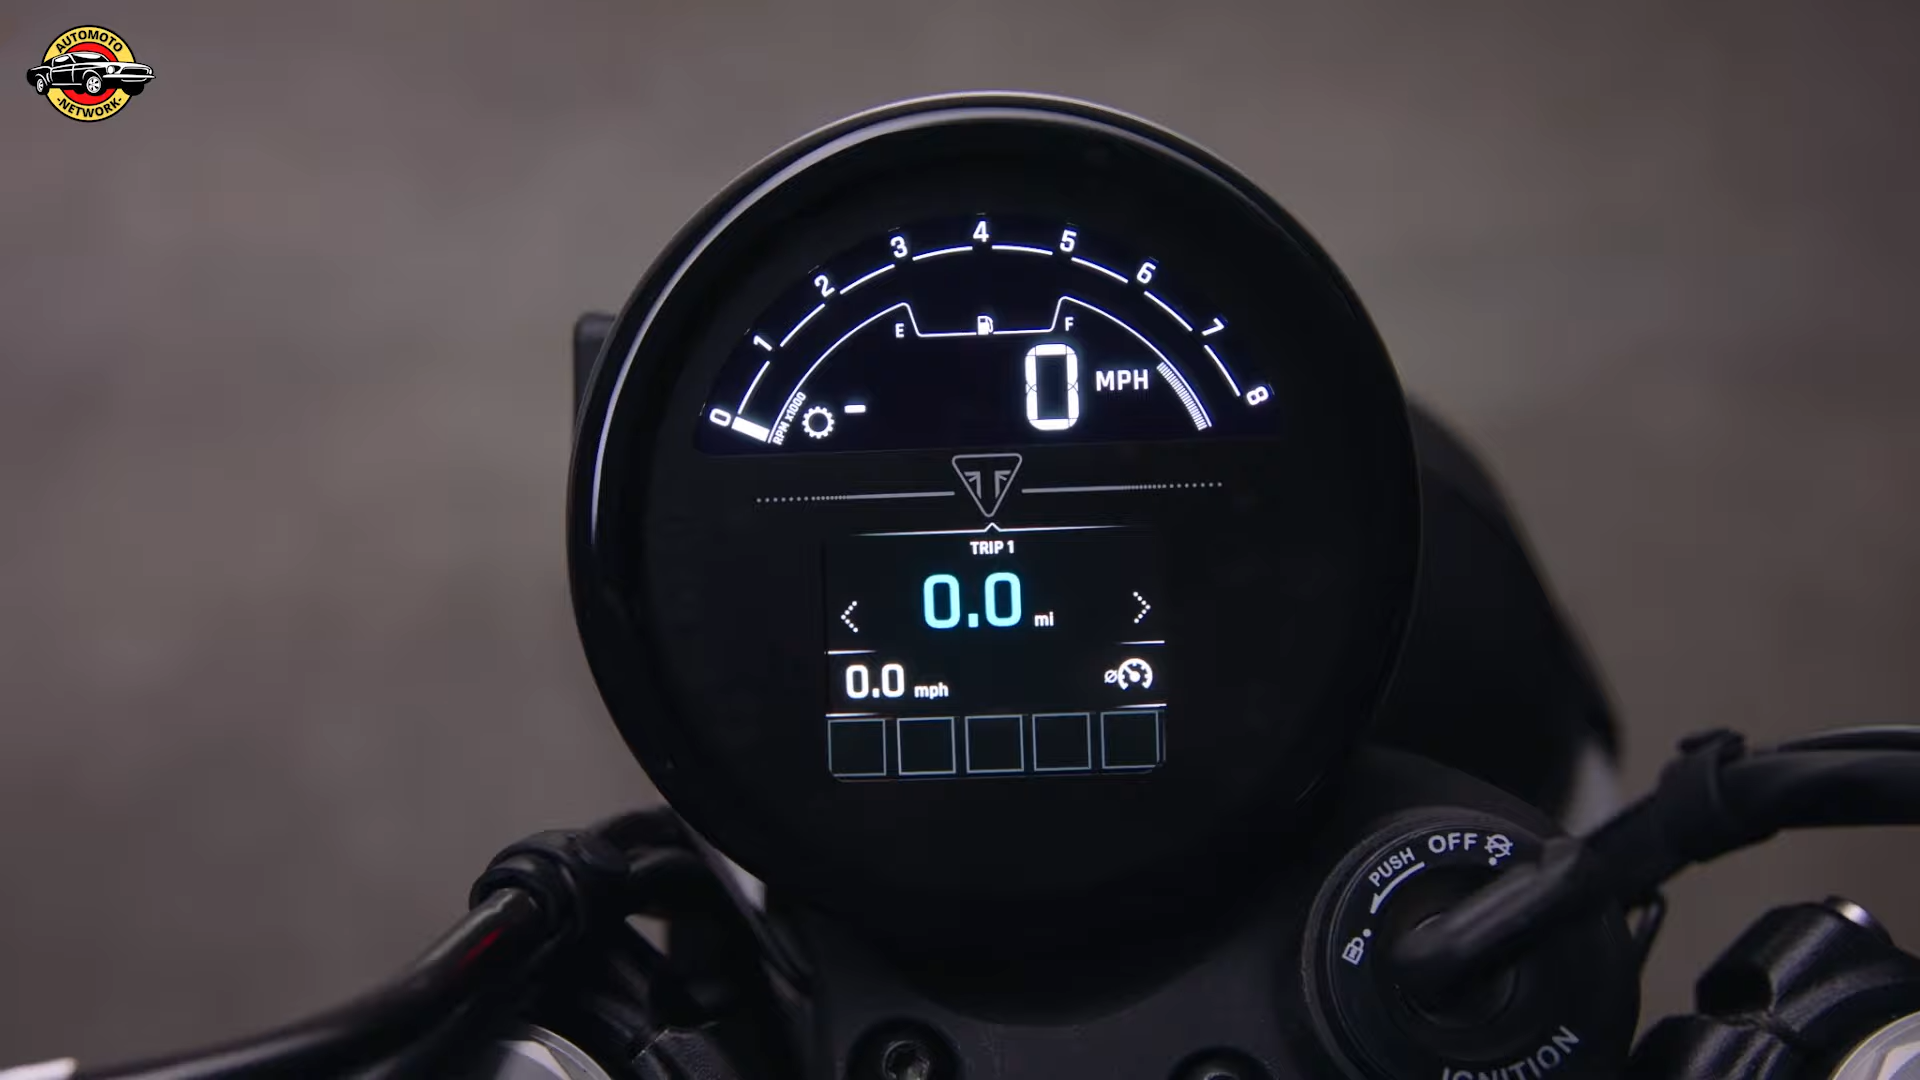 AUTOMOTO
-NETWORK-
0
1
2
3
4
5
6
7
8
RPM x1000
E
F
-
0 MPH
TRIP 1
0.0 mi
0.0 mph
Ø
PUSH
OFF
IGNITION